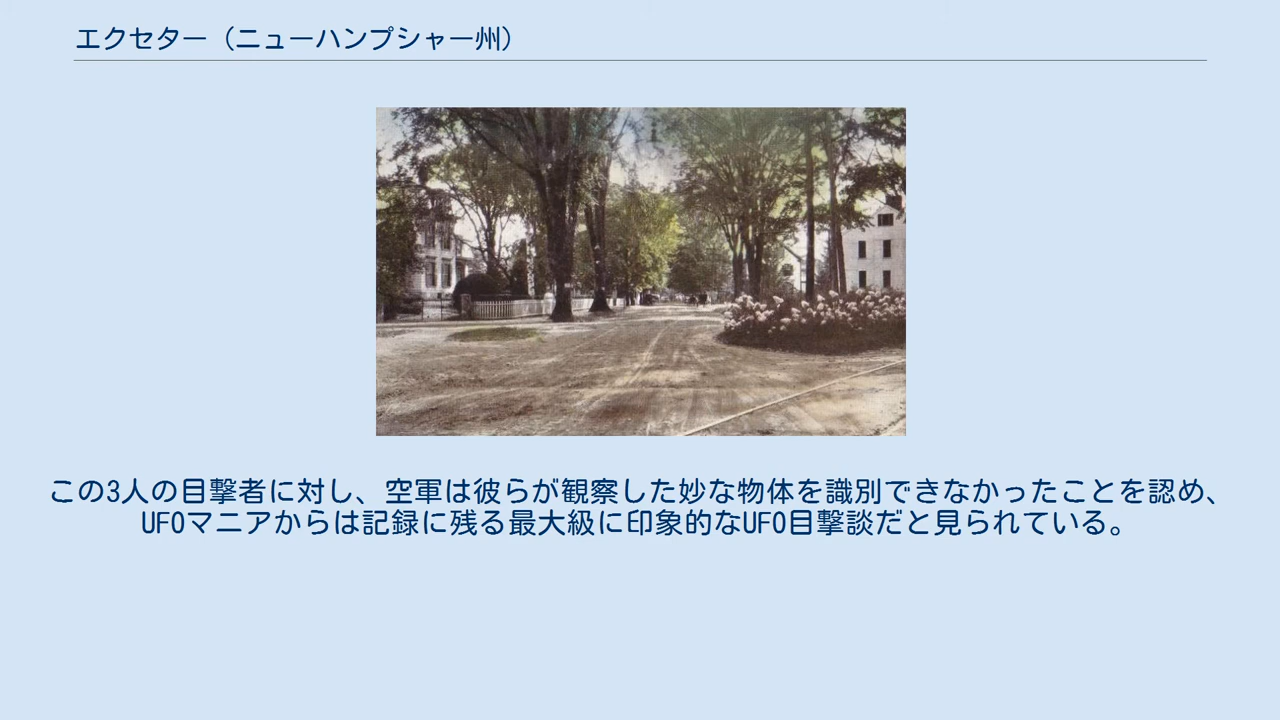 エクセター（ニューハンプシャー州）
この3人の目撃者に対し、空軍は彼らが観察した妙な物体を識別できなかったことを認め、
UFOマニアからは記録に残る最大級に印象的なUFO目撃談だと見られている。